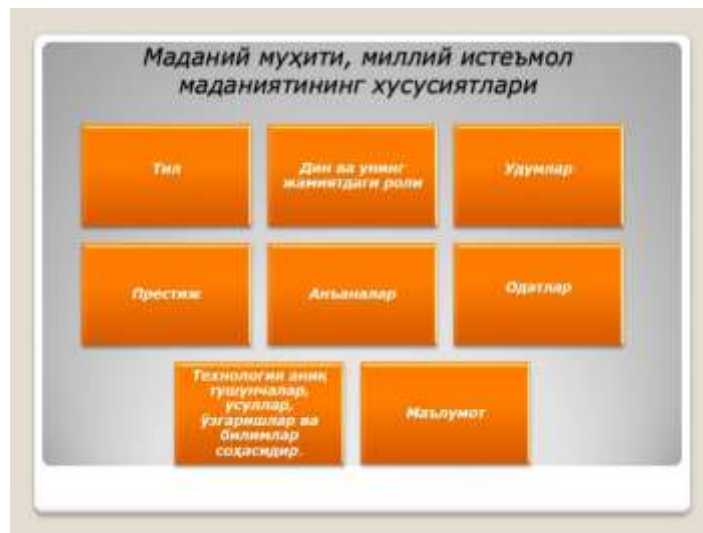 Маданий муҳити, миллий истеъмол
маданиятининг хусусиятлари
Тил
Дин ва унинг
жамиятдаги роли
Удумлар
Престиж
Анъаналар
Одатлар
Технологии аниқ
тушунчалар,
усуллар,
ўзгаришлар ва
билимлар
соҳасидир.
Маълумот